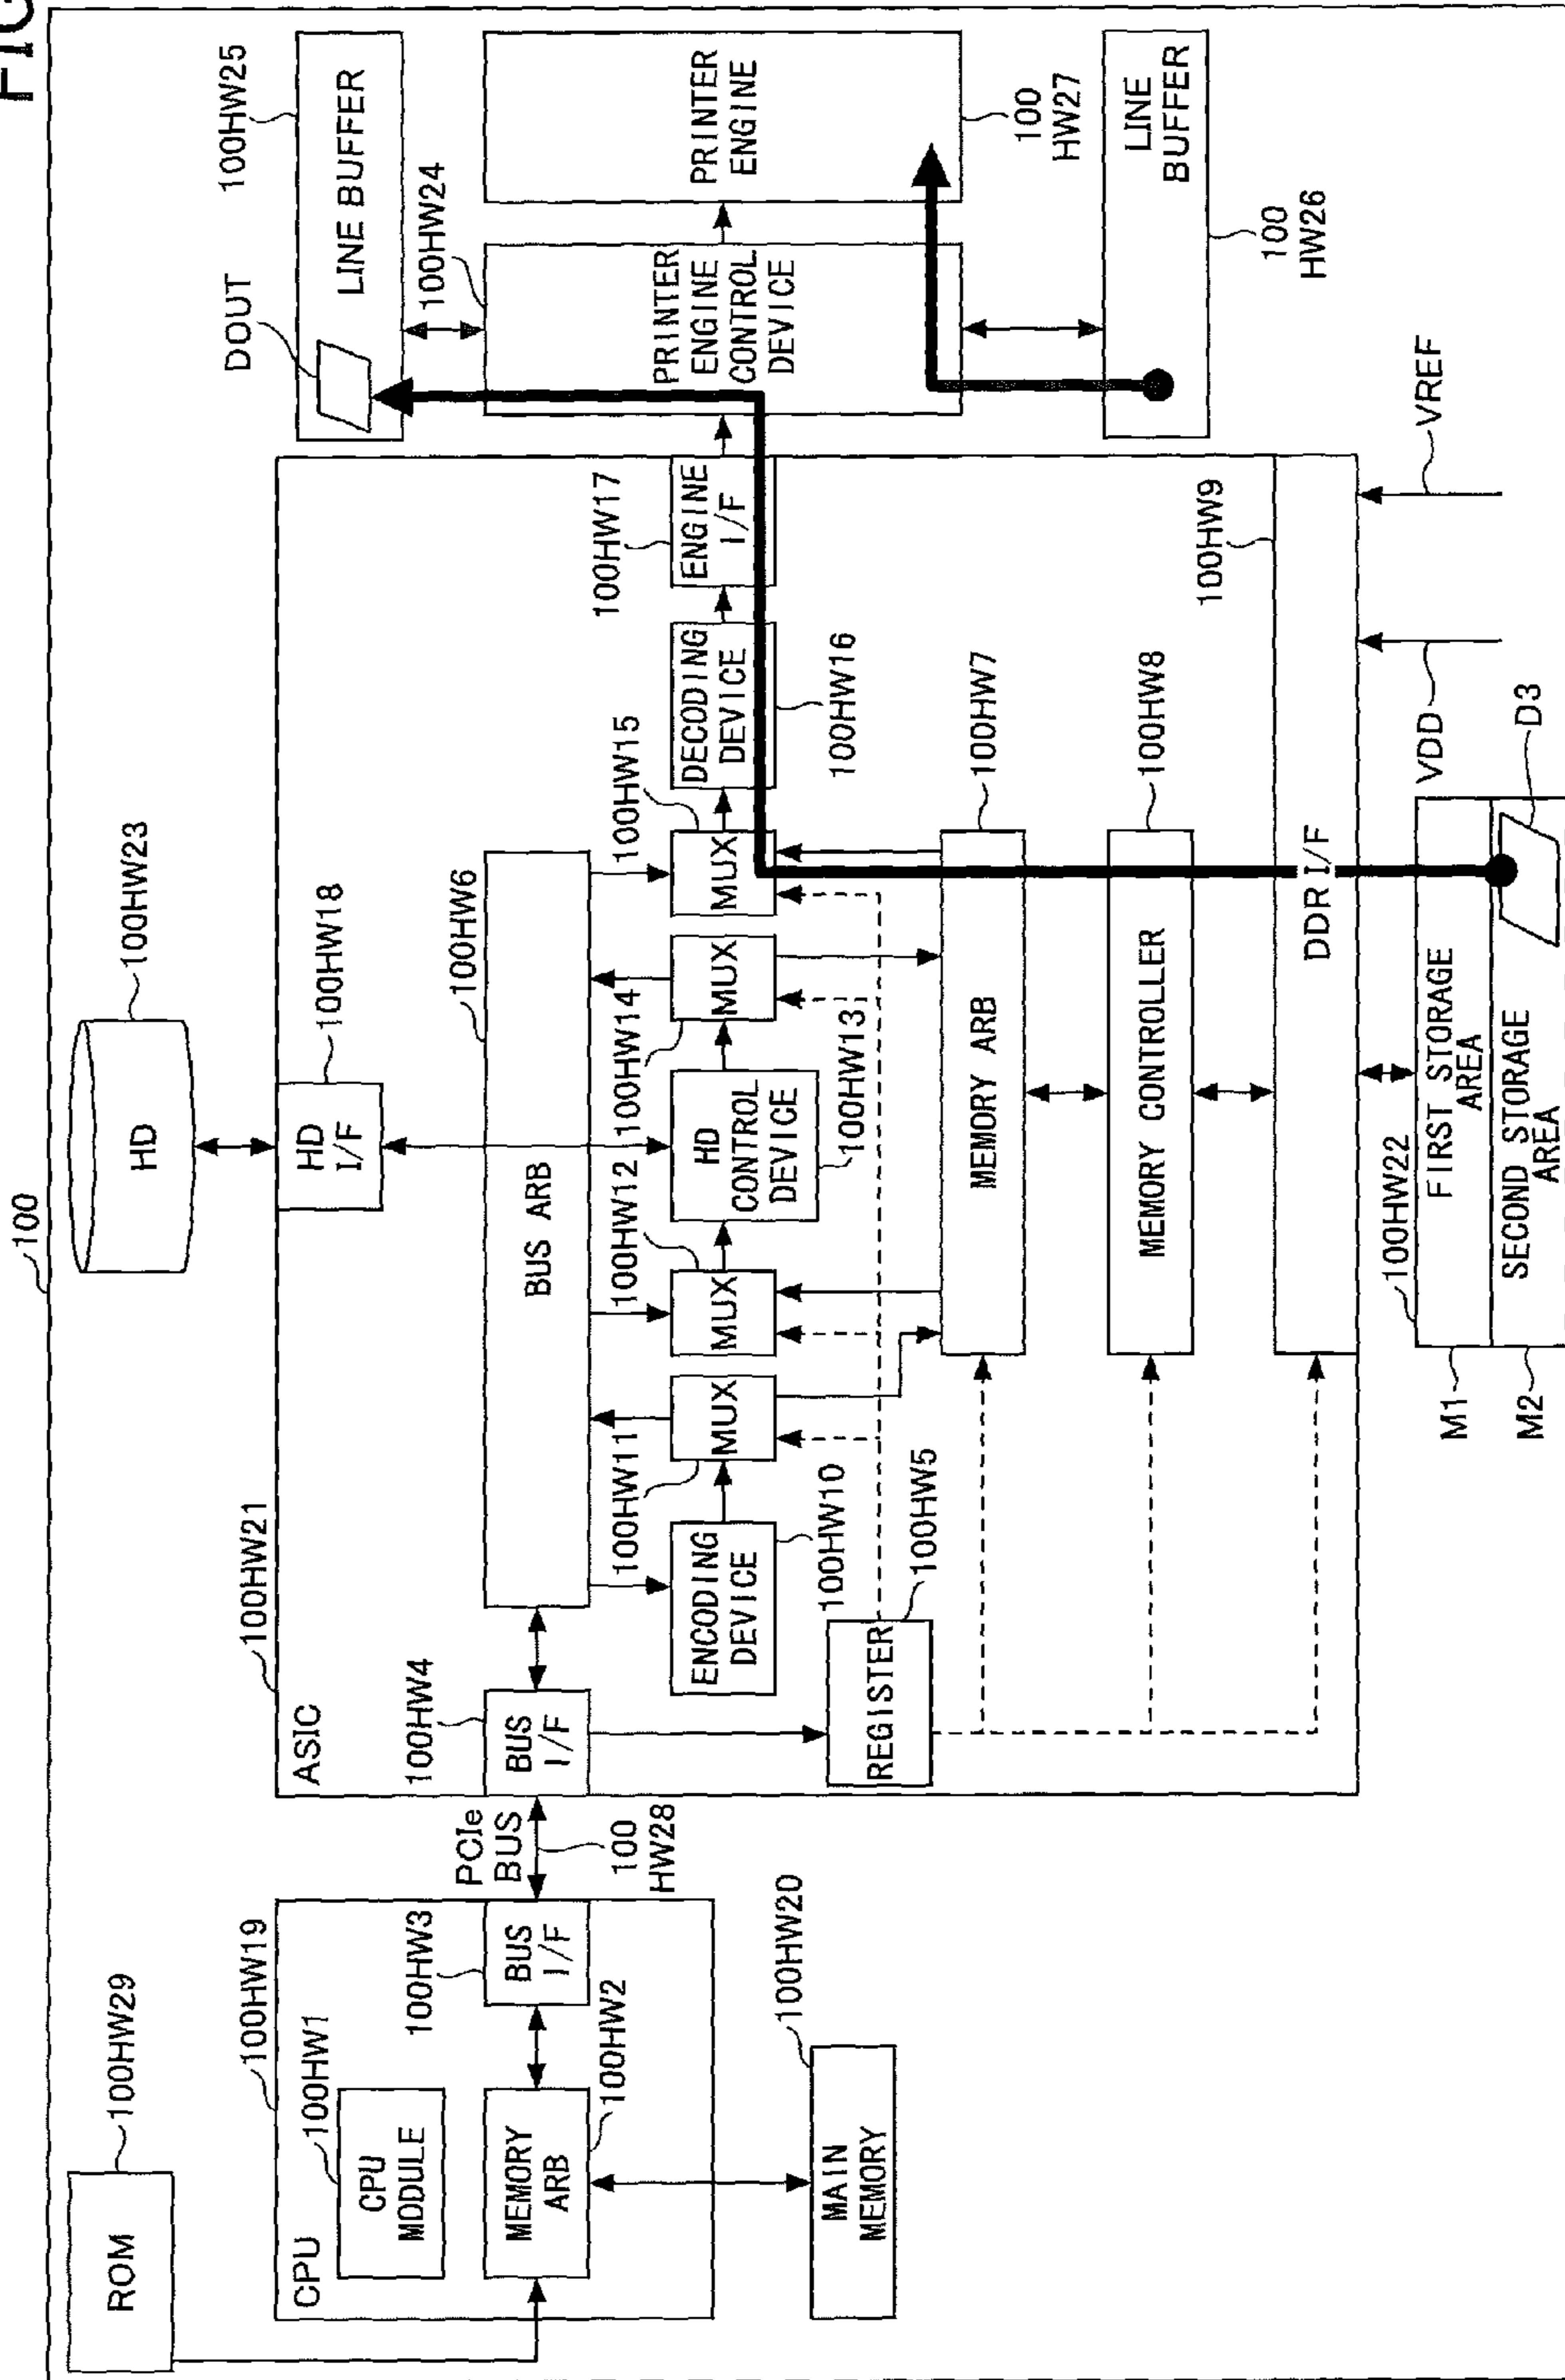 FIG
100
ROM
100HW29
CPU
100HW19
CPU
MODULE
100HW1
MEMORY
ARB
100HW2
BUS
I/F
100HW3
MAIN
MEMORY
100HW20
PCIe
BUS
100
HW28
ASIC
100HW21
BUS
I/F
100HW4
REGISTER
100HW5
BUS ARB
100HW6
ENCODING
DEVICE
100HW10
MUX
100HW11
MUX
100HW12
HD
CONTROL
DEVICE
100HW13
MUX
100HW14
MUX
100HW15
DECODING
DEVICE
100HW16
ENGINE
I/F
100HW17
HD
I/F
100HW18
HD
100HW23
MEMORY ARB
100HW7
MEMORY CONTROLLER
100HW8
DDR I/F
100HW9
100HW22
FIRST STORAGE
AREA
M1
SECOND STORAGE
AREA
M2
D3
VDD
VREF
LINE BUFFER
100HW25
DOUT
PRINTER
ENGINE
CONTROL
DEVICE
100HW24
PRINTER
ENGINE
100
HW27
LINE
BUFFER
100
HW26